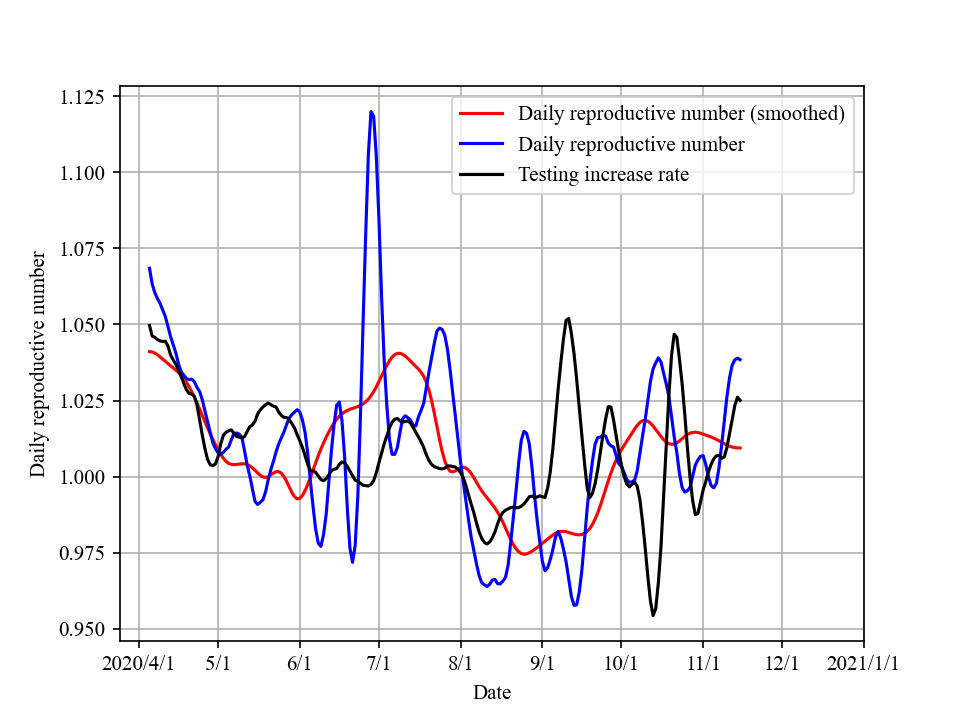 Daily reproductive number (smoothed)
Daily reproductive number
Testing increase rate
Daily reproductive number
1.125
1.100
1.075
1.050
1.025
1.000
0.975
0.950
2020/4/1 5/1 6/1 7/1 8/1 9/1 10/1 11/1 12/1 2021/1/1
Date